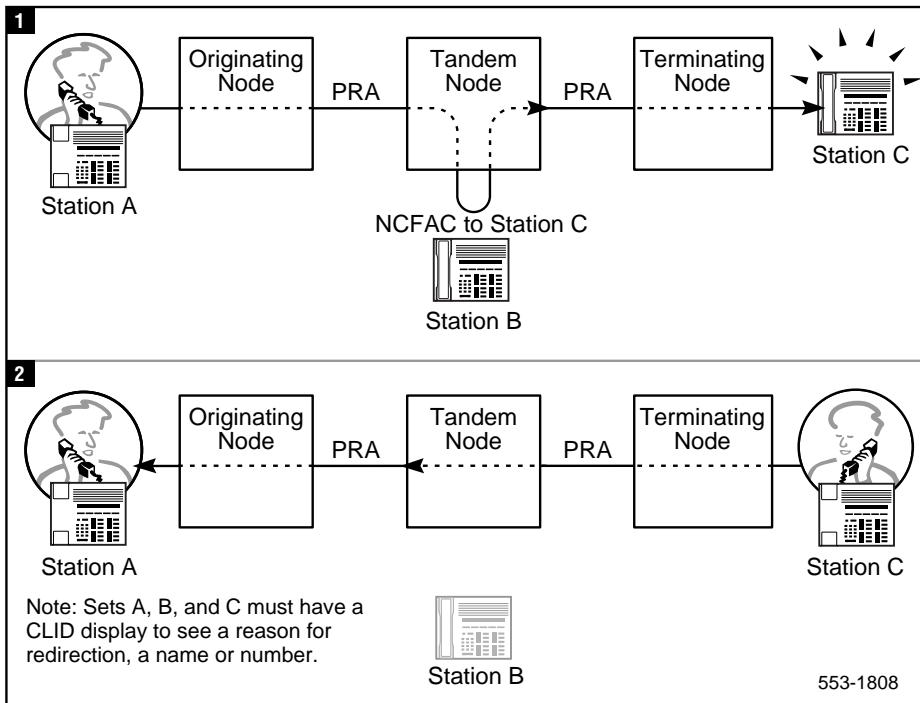 1
Originating
Node
PRA
Tandem
Node
PRA
Terminating
Node
Station A
Station C
NCFAC to Station C
Station B
2
Originating
Node
PRA
Tandem
Node
PRA
Terminating
Node
Station A
Station C
Note: Sets A, B, and C must have a
CLID display to see a reason for
redirection, a name or number.
Station B
553-1808